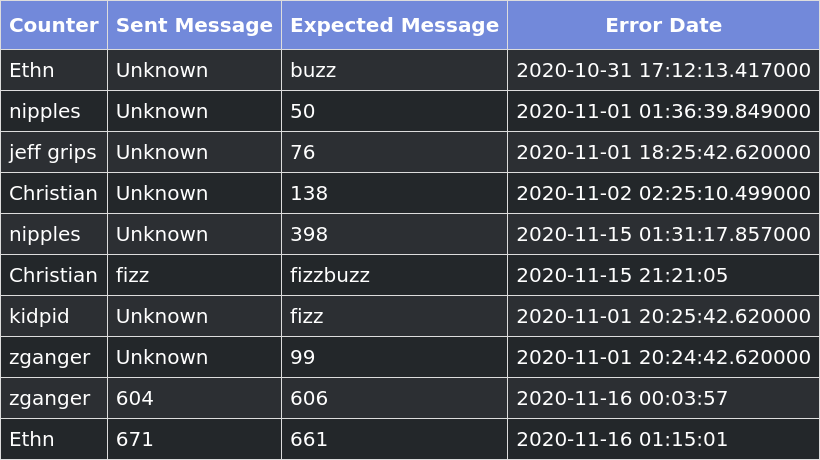 Counter Sent Message Expected Message Error Date
Ethn Unknown buzz 2020-10-31 17:12:13.417000
nipples Unknown 50 2020-11-01 01:36:39.849000
jeff grips Unknown 76 2020-11-01 18:25:42.620000
Christian Unknown 138 2020-11-02 02:25:10.499000
nipples Unknown 398 2020-11-15 01:31:17.857000
Christian fizz fizzbuzz 2020-11-15 21:21:05
kidpid Unknown fizz 2020-11-01 20:25:42.620000
zganger Unknown 99 2020-11-01 20:24:42.620000
zganger 604 606 2020-11-16 00:03:57
Ethn 671 661 2020-11-16 01:15:01